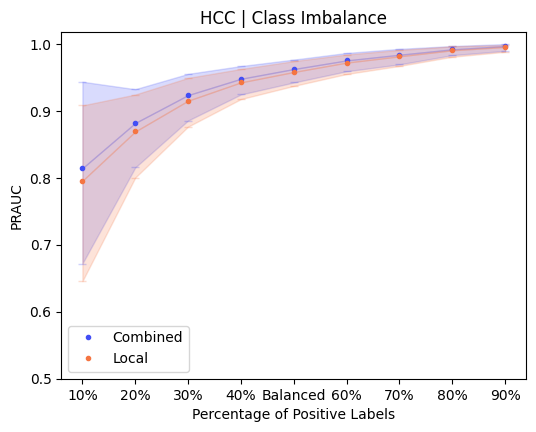 HCC | Class Imbalance
PRAUC
1.0
0.9
0.8
0.7
0.6
0.5
Combined
Local
10% 20% 30% 40% Balanced 60% 70% 80% 90%
Percentage of Positive Labels